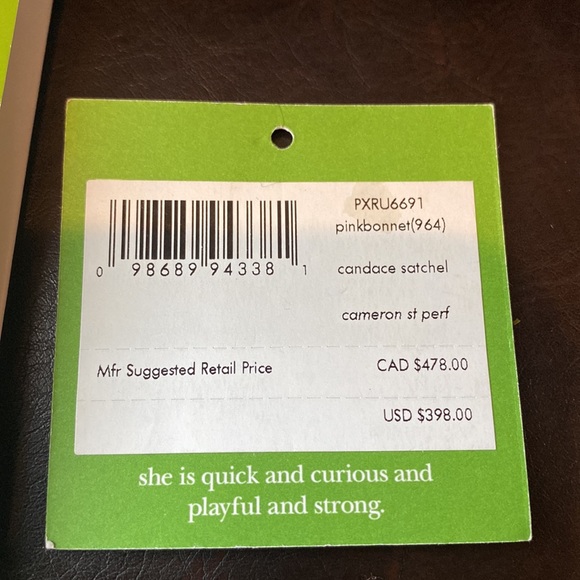 PXRU6691
pinkbonnet(964)
0 98689 94338 1
candace satchel
cameron st perf
Mfr Suggested Retail Price CAD $478.00
USD $398.00
she is quick and curious and
playful and strong.